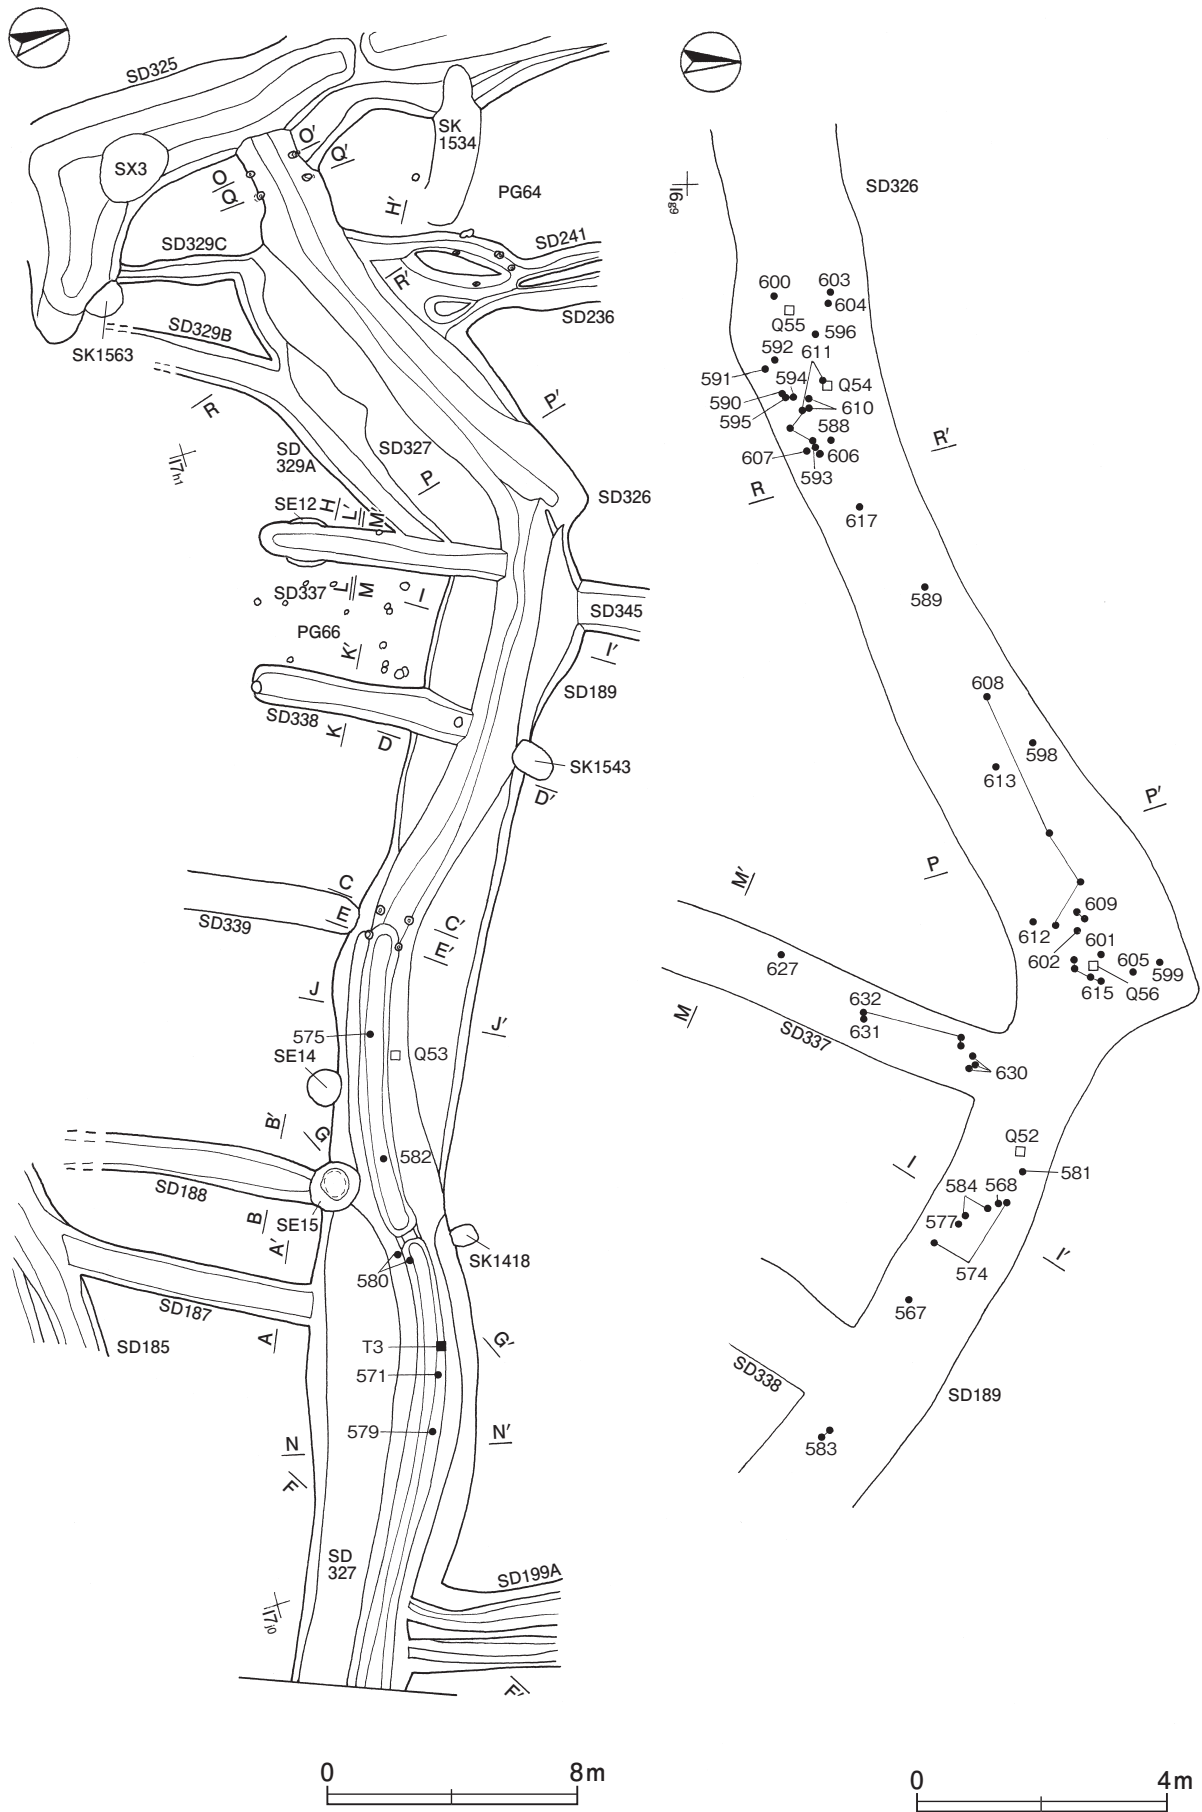 SD325
SX3
O'
Q'
SK
1534
O
Q
H'
PG64
SD329C
SD241
R'
SD236
SD329B
SK1563
R
P'
SD327
SD
329A
I7h1
P
SD326
SE12
H
L'
M'
SD337
L
M
I
SD345
PG66
K'
I'
SD189
SD338
K
D
SK1543
D'
C
E
SD339
C'
E'
J
575
J'
SE14
Q53
B'
G
582
SD188
B
SE15
A'
SK1418
580
SD187
A
SD185
T3
G'
571
579
N
N'
F
SD
327
SD199A
I7j0
F'
0
8m
I6g9
SD326
600
603
604
Q55
596
592
611
591
594
Q54
590
610
595
588
R'
607
606
593
R
617
589
608
598
613
P'
P
M'
609
612
601
602
605
599
627
615
Q56
632
631
M
SD337
630
Q52
I
581
584
568
577
I'
574
567
SD338
SD189
583
0
4m